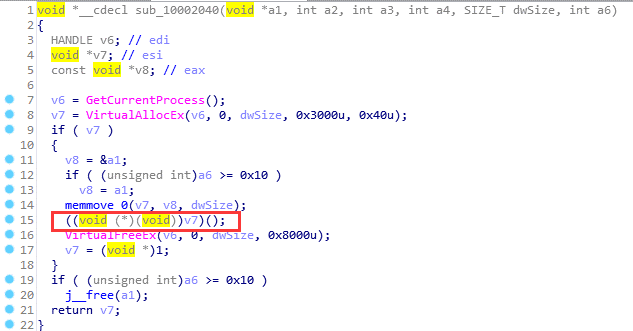 1 void *__cdecl sub_10002040(void *a1, int a2, int a3, int a4, SIZE_T dwSize, int a6)
2 {
3 HANDLE v6; // edi
4 void *v7; // esi
5 const void *v8; // eax
6
7 v6 = GetCurrentProcess();
8 v7 = VirtualAllocEx(v6, 0, dwSize, 0x3000u, 0x40u);
9 if ( v7 )
10 {
11 v8 = &a1;
12 if ( (unsigned int)a6 >= 0x10 )
13 v8 = a1;
14 memmove_0(v7, v8, dwSize);
15 ((void (*)(void))v7)();
16 VirtualFreeEx(v6, 0, dwSize, 0x8000u);
17 v7 = (void *)1;
18 }
19 if ( (unsigned int)a6 >= 0x10 )
20 j__free(a1);
21 return v7;
22 }